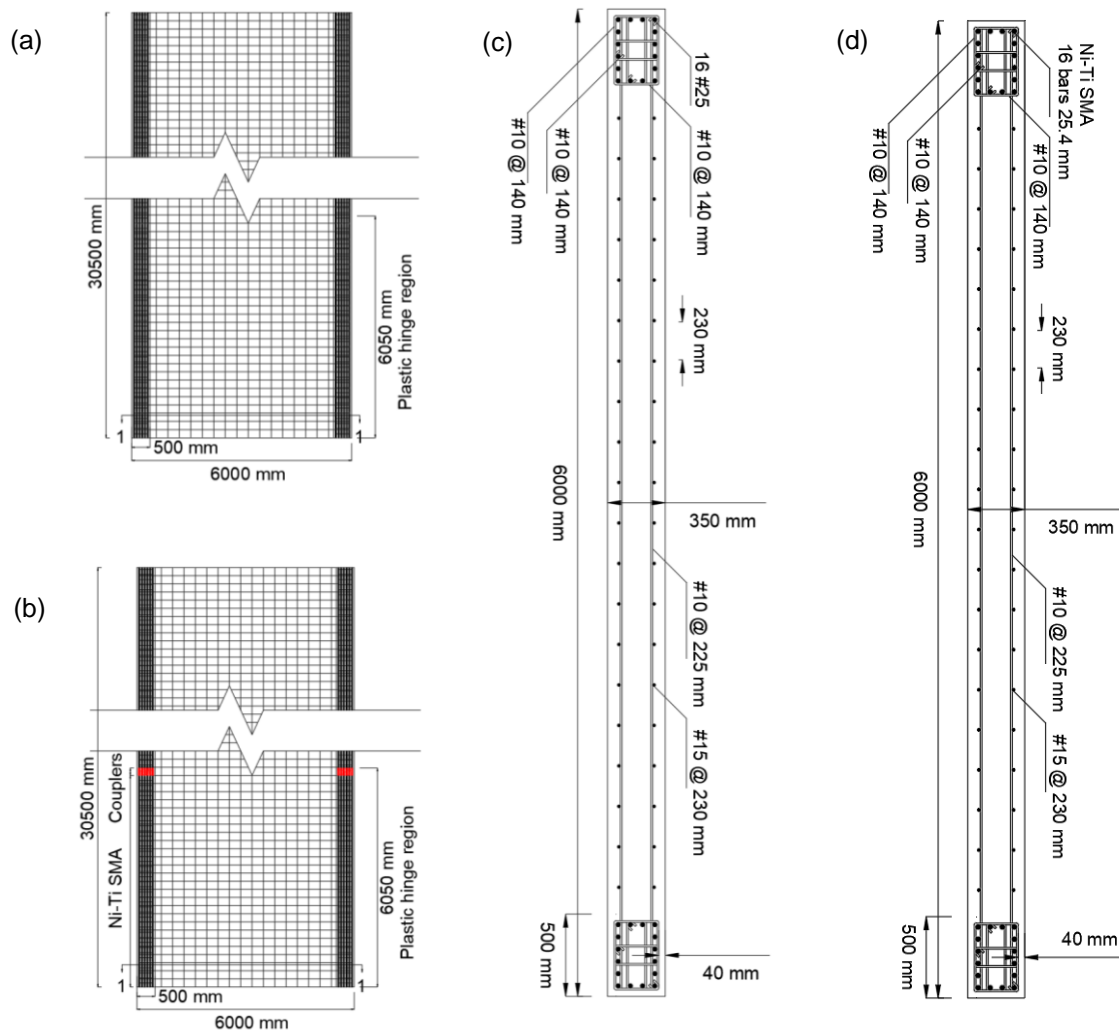 (a)
30500 mm
6050 mm
Plastic hinge region
1
1
500 mm
6000 mm
(b)
30500 mm
Couplers
Ni-Ti SMA
6050 mm
Plastic hinge region
1
1
500 mm
6000 mm
(c)
16 #25
#10 @ 140 mm
#10 @ 140 mm
#10 @ 140 mm
230 mm
6000 mm
350 mm
#10 @ 225 mm
#15 @ 230 mm
500 mm
40 mm
(d)
Ni-Ti SMA
16 bars 25.4 mm
#10 @ 140 mm
#10 @ 140 mm
#10 @ 140 mm
230 mm
6000 mm
350 mm
#10 @ 225 mm
#15 @ 230 mm
500 mm
40 mm